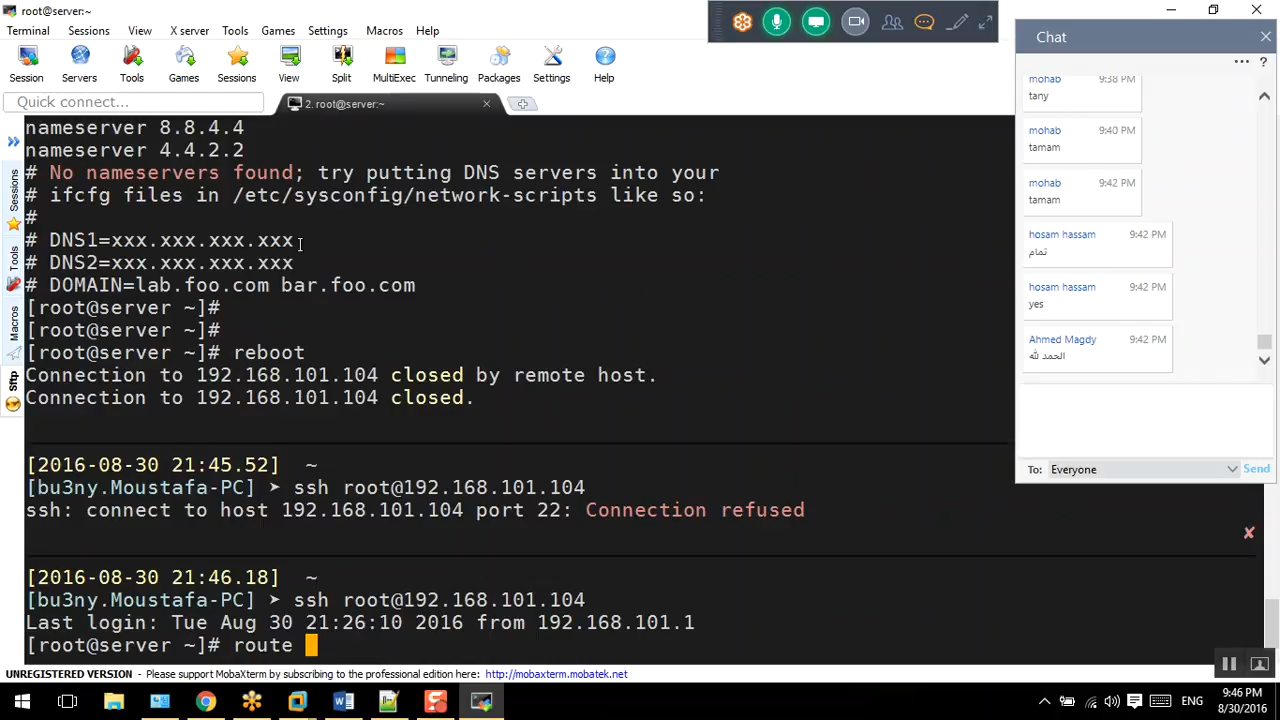 root@server:~
Terminal Sessions View X server Tools Games Settings Macros Help
Session Servers Tools Games Sessions View Split MultiExec Tunneling Packages Settings Help
Quick connect...
2. root@server:~
Sessions
Tools
Macros
Sftp
nameserver 8.8.4.4
nameserver 4.4.2.2
# No nameservers found; try putting DNS servers into your
# ifcfg files in /etc/sysconfig/network-scripts like so:
#
# DNS1=xxx.xxx.xxx.xxx
# DNS2=xxx.xxx.xxx.xxx
# DOMAIN=lab.foo.com bar.foo.com
[root@server ~]#
[root@server ~]#
[root@server ~]# reboot
Connection to 192.168.101.104 closed by remote host.
Connection to 192.168.101.104 closed.
[2016-08-30 21:45.52] ~
[bu3ny.Moustafa-PC] ➤ ssh root@192.168.101.104
ssh: connect to host 192.168.101.104 port 22: Connection refused
[2016-08-30 21:46.18] ~
[bu3ny.Moustafa-PC] ➤ ssh root@192.168.101.104
Last login: Tue Aug 30 21:26:10 2016 from 192.168.101.1
[root@server ~]# route
Chat
mohab 9:38 PM
tany
mohab 9:40 PM
tamam
mohab 9:42 PM
tamam
hosam hassam 9:42 PM
تمام
hosam hassam 9:42 PM
yes
Ahmed Magdy 9:42 PM
الحمد لله
To: Everyone Send
UNREGISTERED VERSION - Please support MobaXterm by subscribing to the professional edition here: http://mobaxterm.mobatek.net
ENG
9:46 PM
8/30/2016